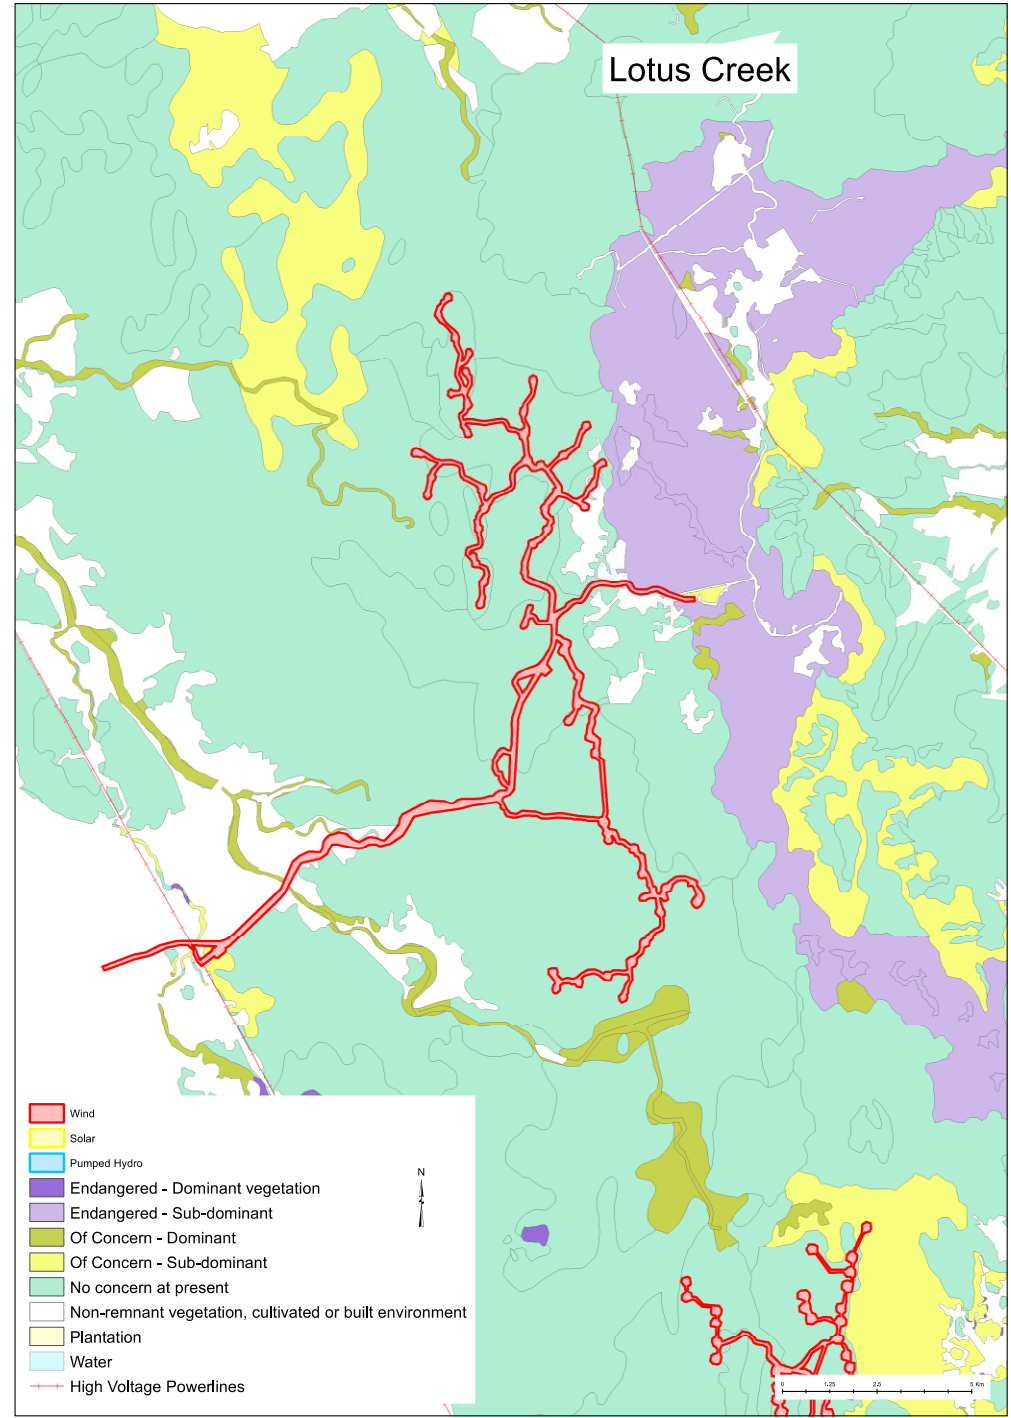 Lotus Creek
Wind
Solar
Pumped Hydro
N
Endangered - Dominant vegetation
Endangered - Sub-dominant
Of Concern - Dominant
Of Concern - Sub-dominant
No concern at present
Non-remnant vegetation, cultivated or built environment
Plantation
Water
High Voltage Powerlines
0 1.25 2.5 5 Km